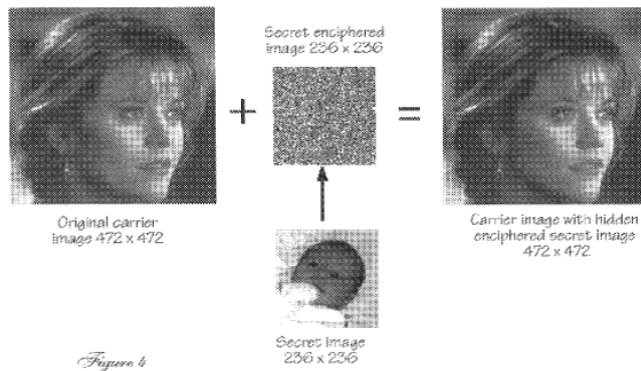 Secret enciphered
image 236 x 236
+
=
Original carrier
image 472 x 472
Carrier image with hidden
enciphered secret image
472 x 472
Secret image
236 x 236
Figure 4